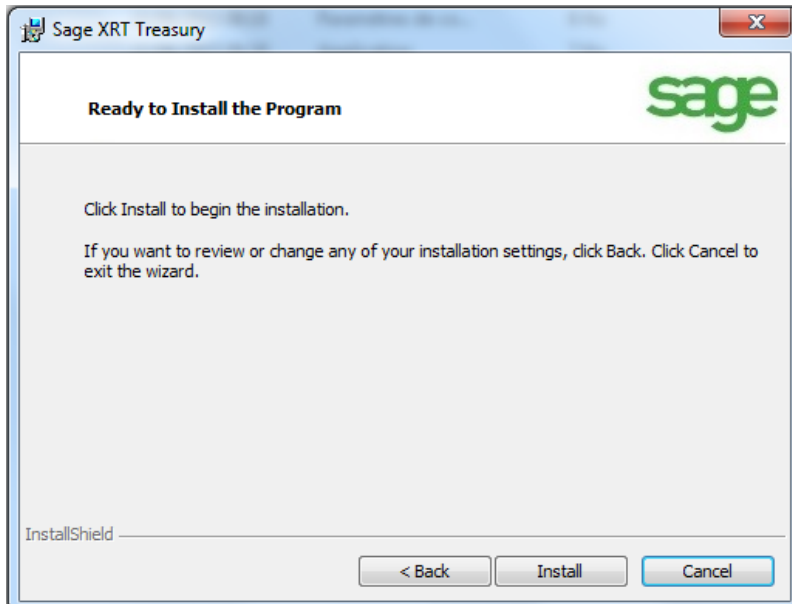 Sage XRT Treasury
Ready to Install the Program
sage
Click Install to begin the installation.
If you want to review or change any of your installation settings, click Back. Click Cancel to
exit the wizard.
InstallShield
< Back
Install
Cancel